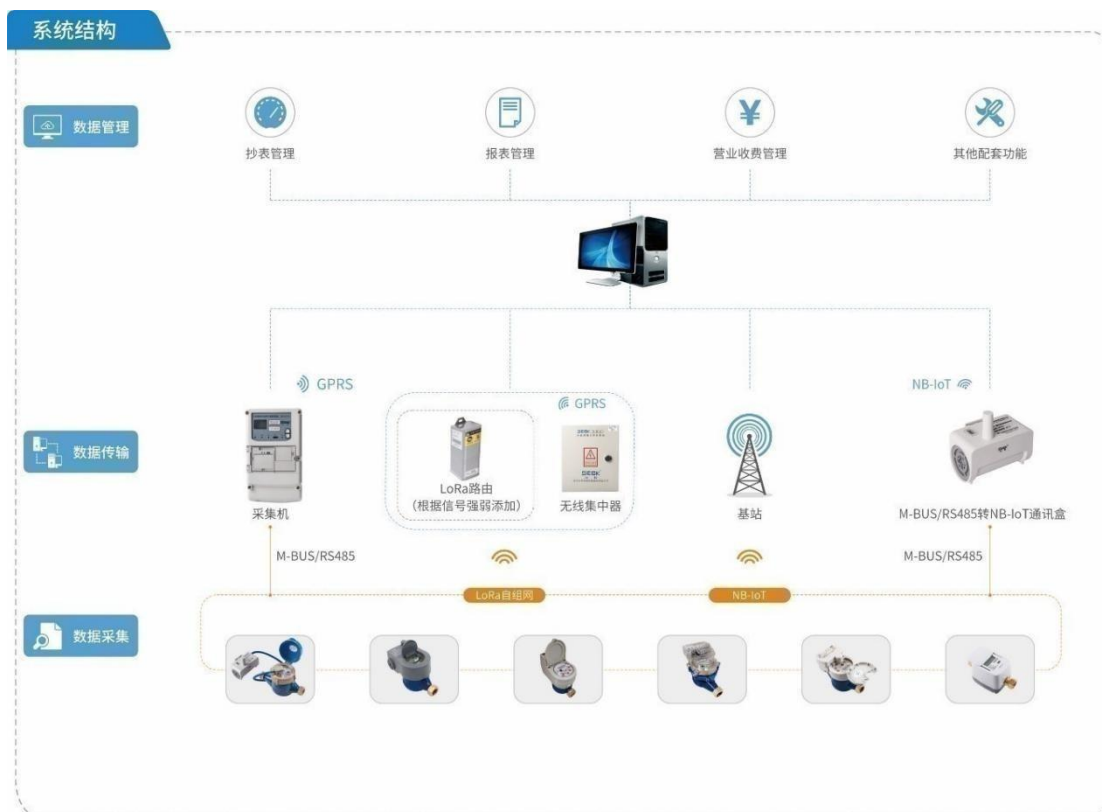 系统结构
数据管理
抄表管理
报表管理
营业收费管理
其他配套功能
GPRS
GPRS
NB-IoT
数据传输
LoRa路由
(根据信号强弱添加)
采集机
无线集中器
基站
M-BUS/RS485转NB-IoT通讯盒
M-BUS/RS485
M-BUS/RS485
LoRa自组网
NB-IoT
数据采集